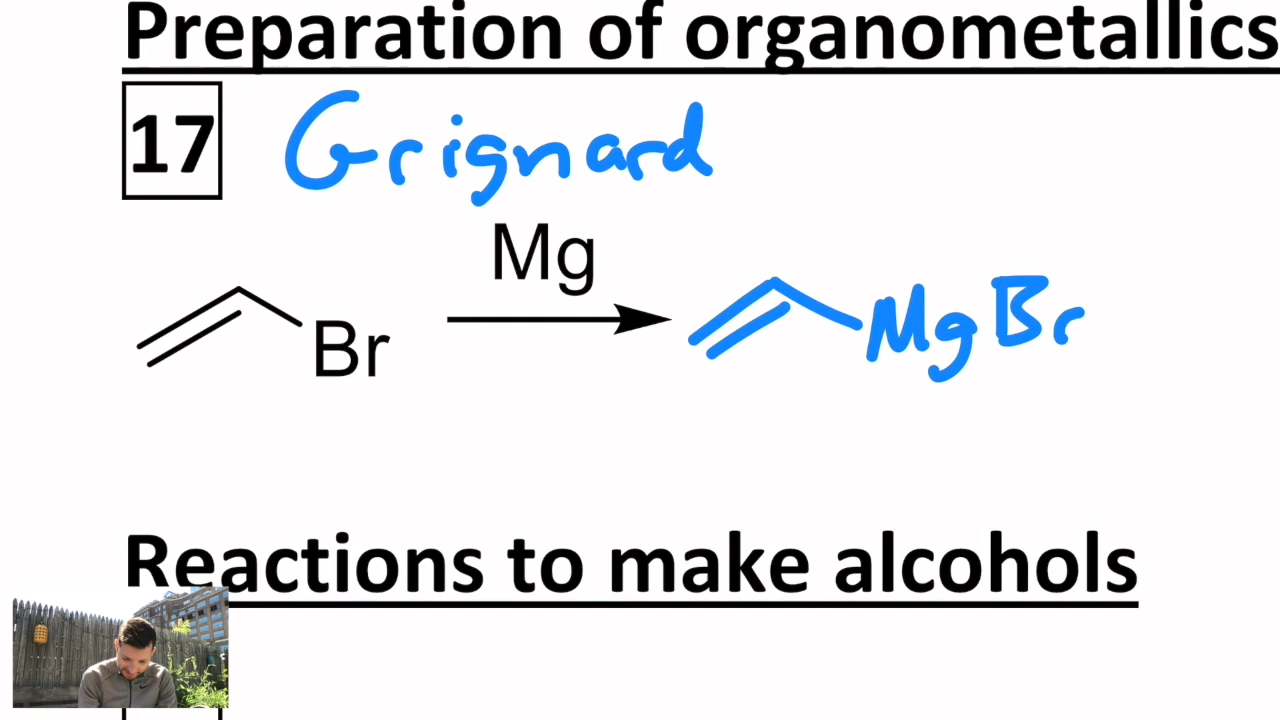 Preparation of organometallics
17 Grignard
Mg
Br
MgBr
Reactions to make alcohols